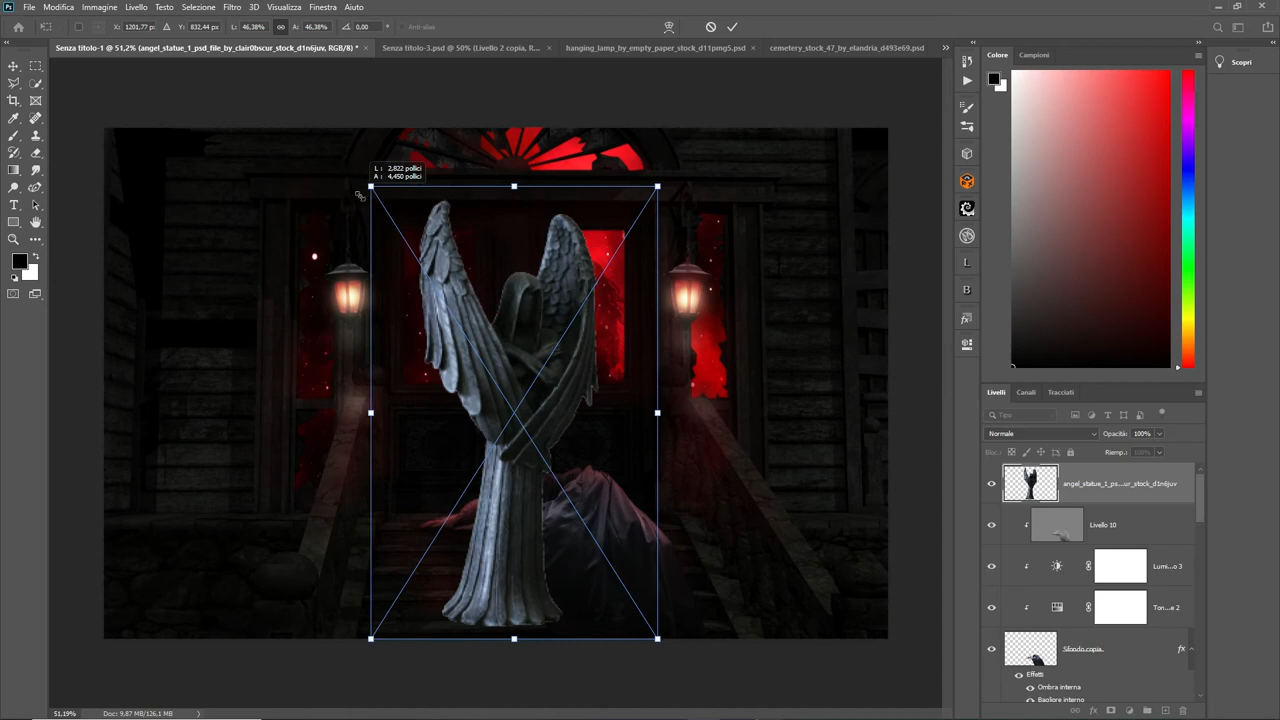 File Modifica Immagine Livello Testo Selezione Filtro 3D Visualizza Finestra Aiuto
X: 1201,77 pi Y: 832,44 pi L: 46,38% A: 46,38% 0,00 Anti-alias
Senza titolo-1 @ 51,2% (angel_statue_1_psd_file_by_clair0bscur_stock_d1n6juv, RGB/8) *
Senza titolo-3.psd @ 50% (Livello 2 copia, R...
hanging_lamp_by_empty_paper_stock_d11pmg5.psd
cemetery_stock_47_by_elandria_d493e69.psd
Colore Campioni
Scopri
L : 2,822 pollici
A : 4,450 pollici
Livelli Canali Tracciati
Tipo
Normale Opacità: 100%
Bloc.: Riemp.: 100%
angel_statue_1_ps...ur_stock_d1n6juv
Livello 10
Lumi...o 3
Ton...e 2
Sfondo copia fx
Effetti
Ombra interna
Bagliore interno
51,19% DOC: 9,87 MB/126,1 MB